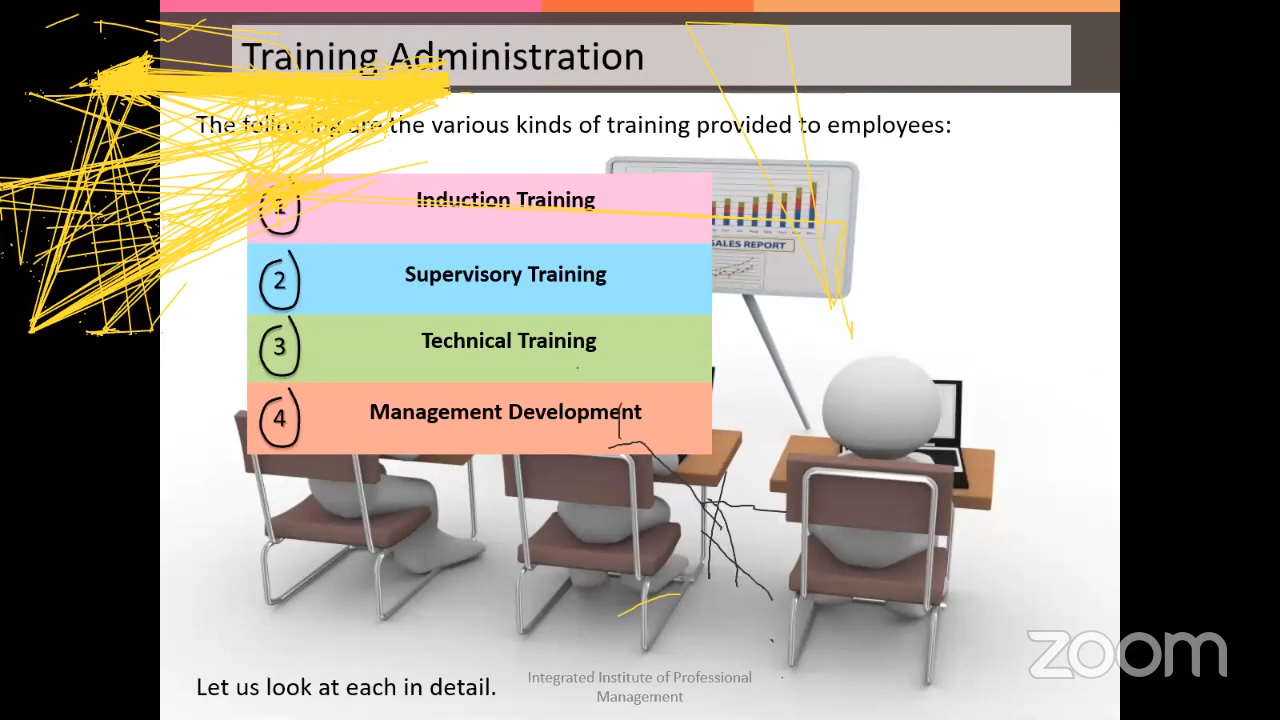 Training Administration
The following are the various kinds of training provided to employees:
1 Induction Training
SALES REPORT
2 Supervisory Training
3 Technical Training
4 Management Development
Let us look at each in detail.
Integrated Institute of Professional
Management
zoom